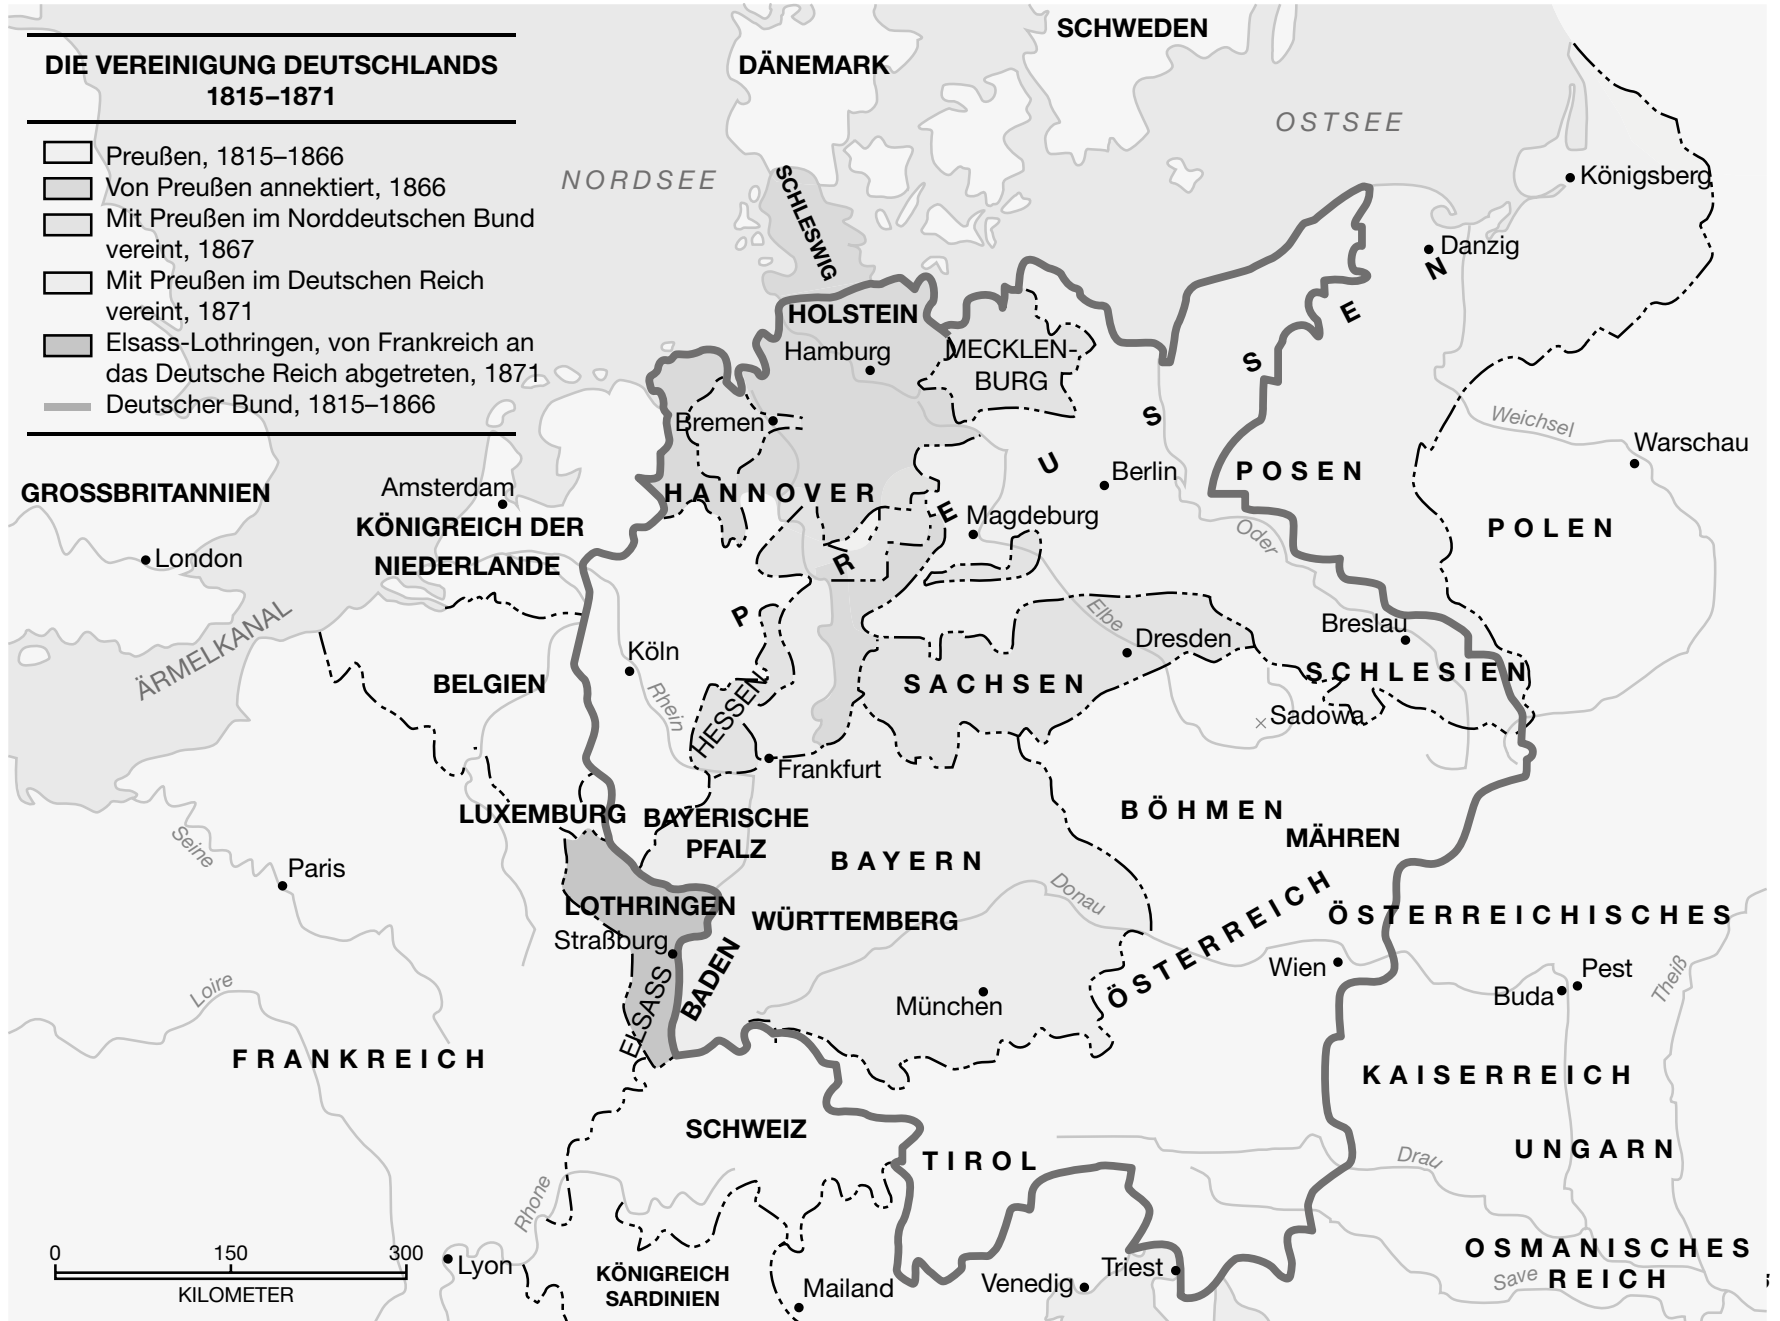 DIE VEREINIGUNG DEUTSCHLANDS
1815–1871
Preußen, 1815–1866
Von Preußen annektiert, 1866
Mit Preußen im Norddeutschen Bund
vereint, 1867
Mit Preußen im Deutschen Reich
vereint, 1871
Elsass-Lothringen, von Frankreich an
das Deutsche Reich abgetreten, 1871
Deutscher Bund, 1815–1866
SCHWEDEN
DÄNEMARK
OSTSEE
NORDSEE
SCHLESWIG
Königsberg
Danzig
HOLSTEIN
Hamburg
MECKLEN-
BURG
PREUSSEN
Bremen
Weichsel
Warschau
GROSSBRITANNIEN
Amsterdam
HANNOVER
Berlin
POSEN
KÖNIGREICH DER
NIEDERLANDE
Magdeburg
POLEN
London
Oder
ÄRMELKANAL
Elbe
Dresden
Breslau
Köln
BELGIEN
Rhein
HESSEN
SACHSEN
SCHLESIEN
Sadowa
Frankfurt
LUXEMBURG
BAYERISCHE
PFALZ
BÖHMEN
MÄHREN
Seine
Paris
BAYERN
Donau
LOTHRINGEN
WÜRTTEMBERG
ÖSTERREICH
ÖSTERREICHISCHES
Straßburg
BADEN
ELSASS
Wien
Pest
Buda
Theiß
Loire
München
FRANKREICH
KAISERREICH
SCHWEIZ
TIROL
UNGARN
Drau
Rhone
0 150 300
KILOMETER
Lyon
KÖNIGREICH
SARDINIEN
Mailand
Venedig
Triest
OSMANISCHES
REICH
Save